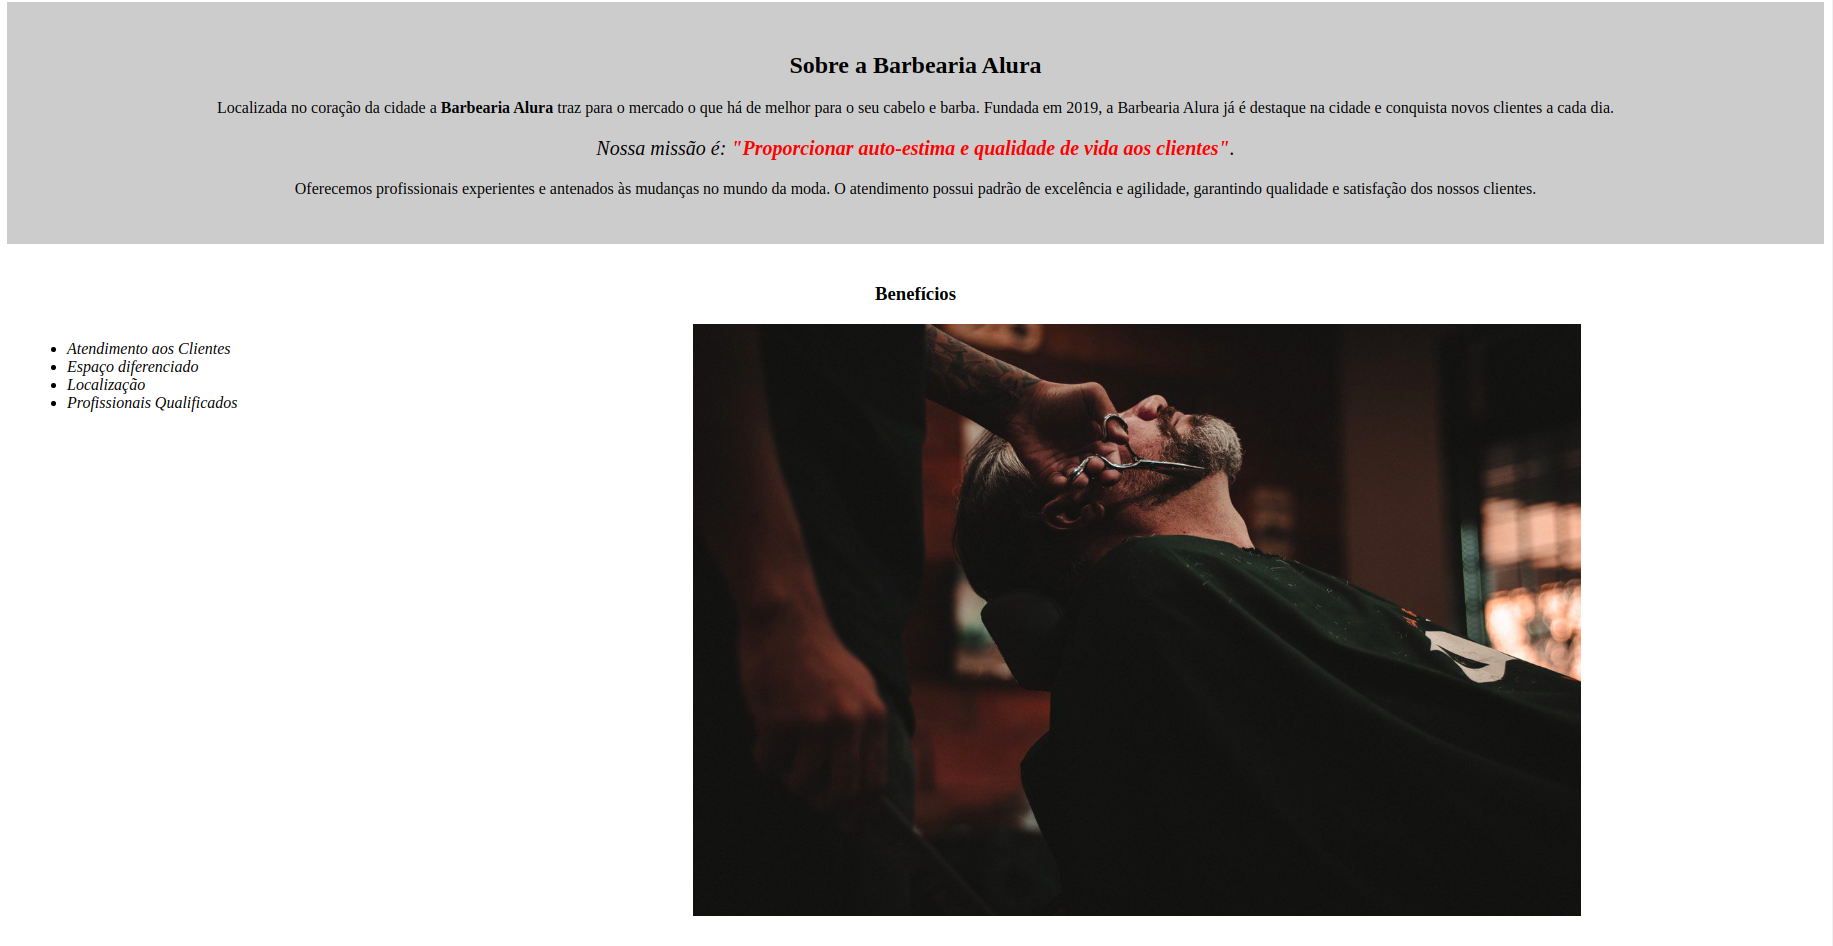 Sobre a Barbearia Alura
Localizada no coração da cidade a Barbearia Alura traz para o mercado o que há de melhor para o seu cabelo e barba. Fundada em 2019, a Barbearia Alura já é destaque na cidade e conquista novos clientes a cada dia.
Nossa missão é: "Proporcionar auto-estima e qualidade de vida aos clientes".
Oferecemos profissionais experientes e antenados às mudanças no mundo da moda. O atendimento possui padrão de excelência e agilidade, garantindo qualidade e satisfação dos nossos clientes.
Benefícios
Atendimento aos Clientes
Espaço diferenciado
Localização
Profissionais Qualificados